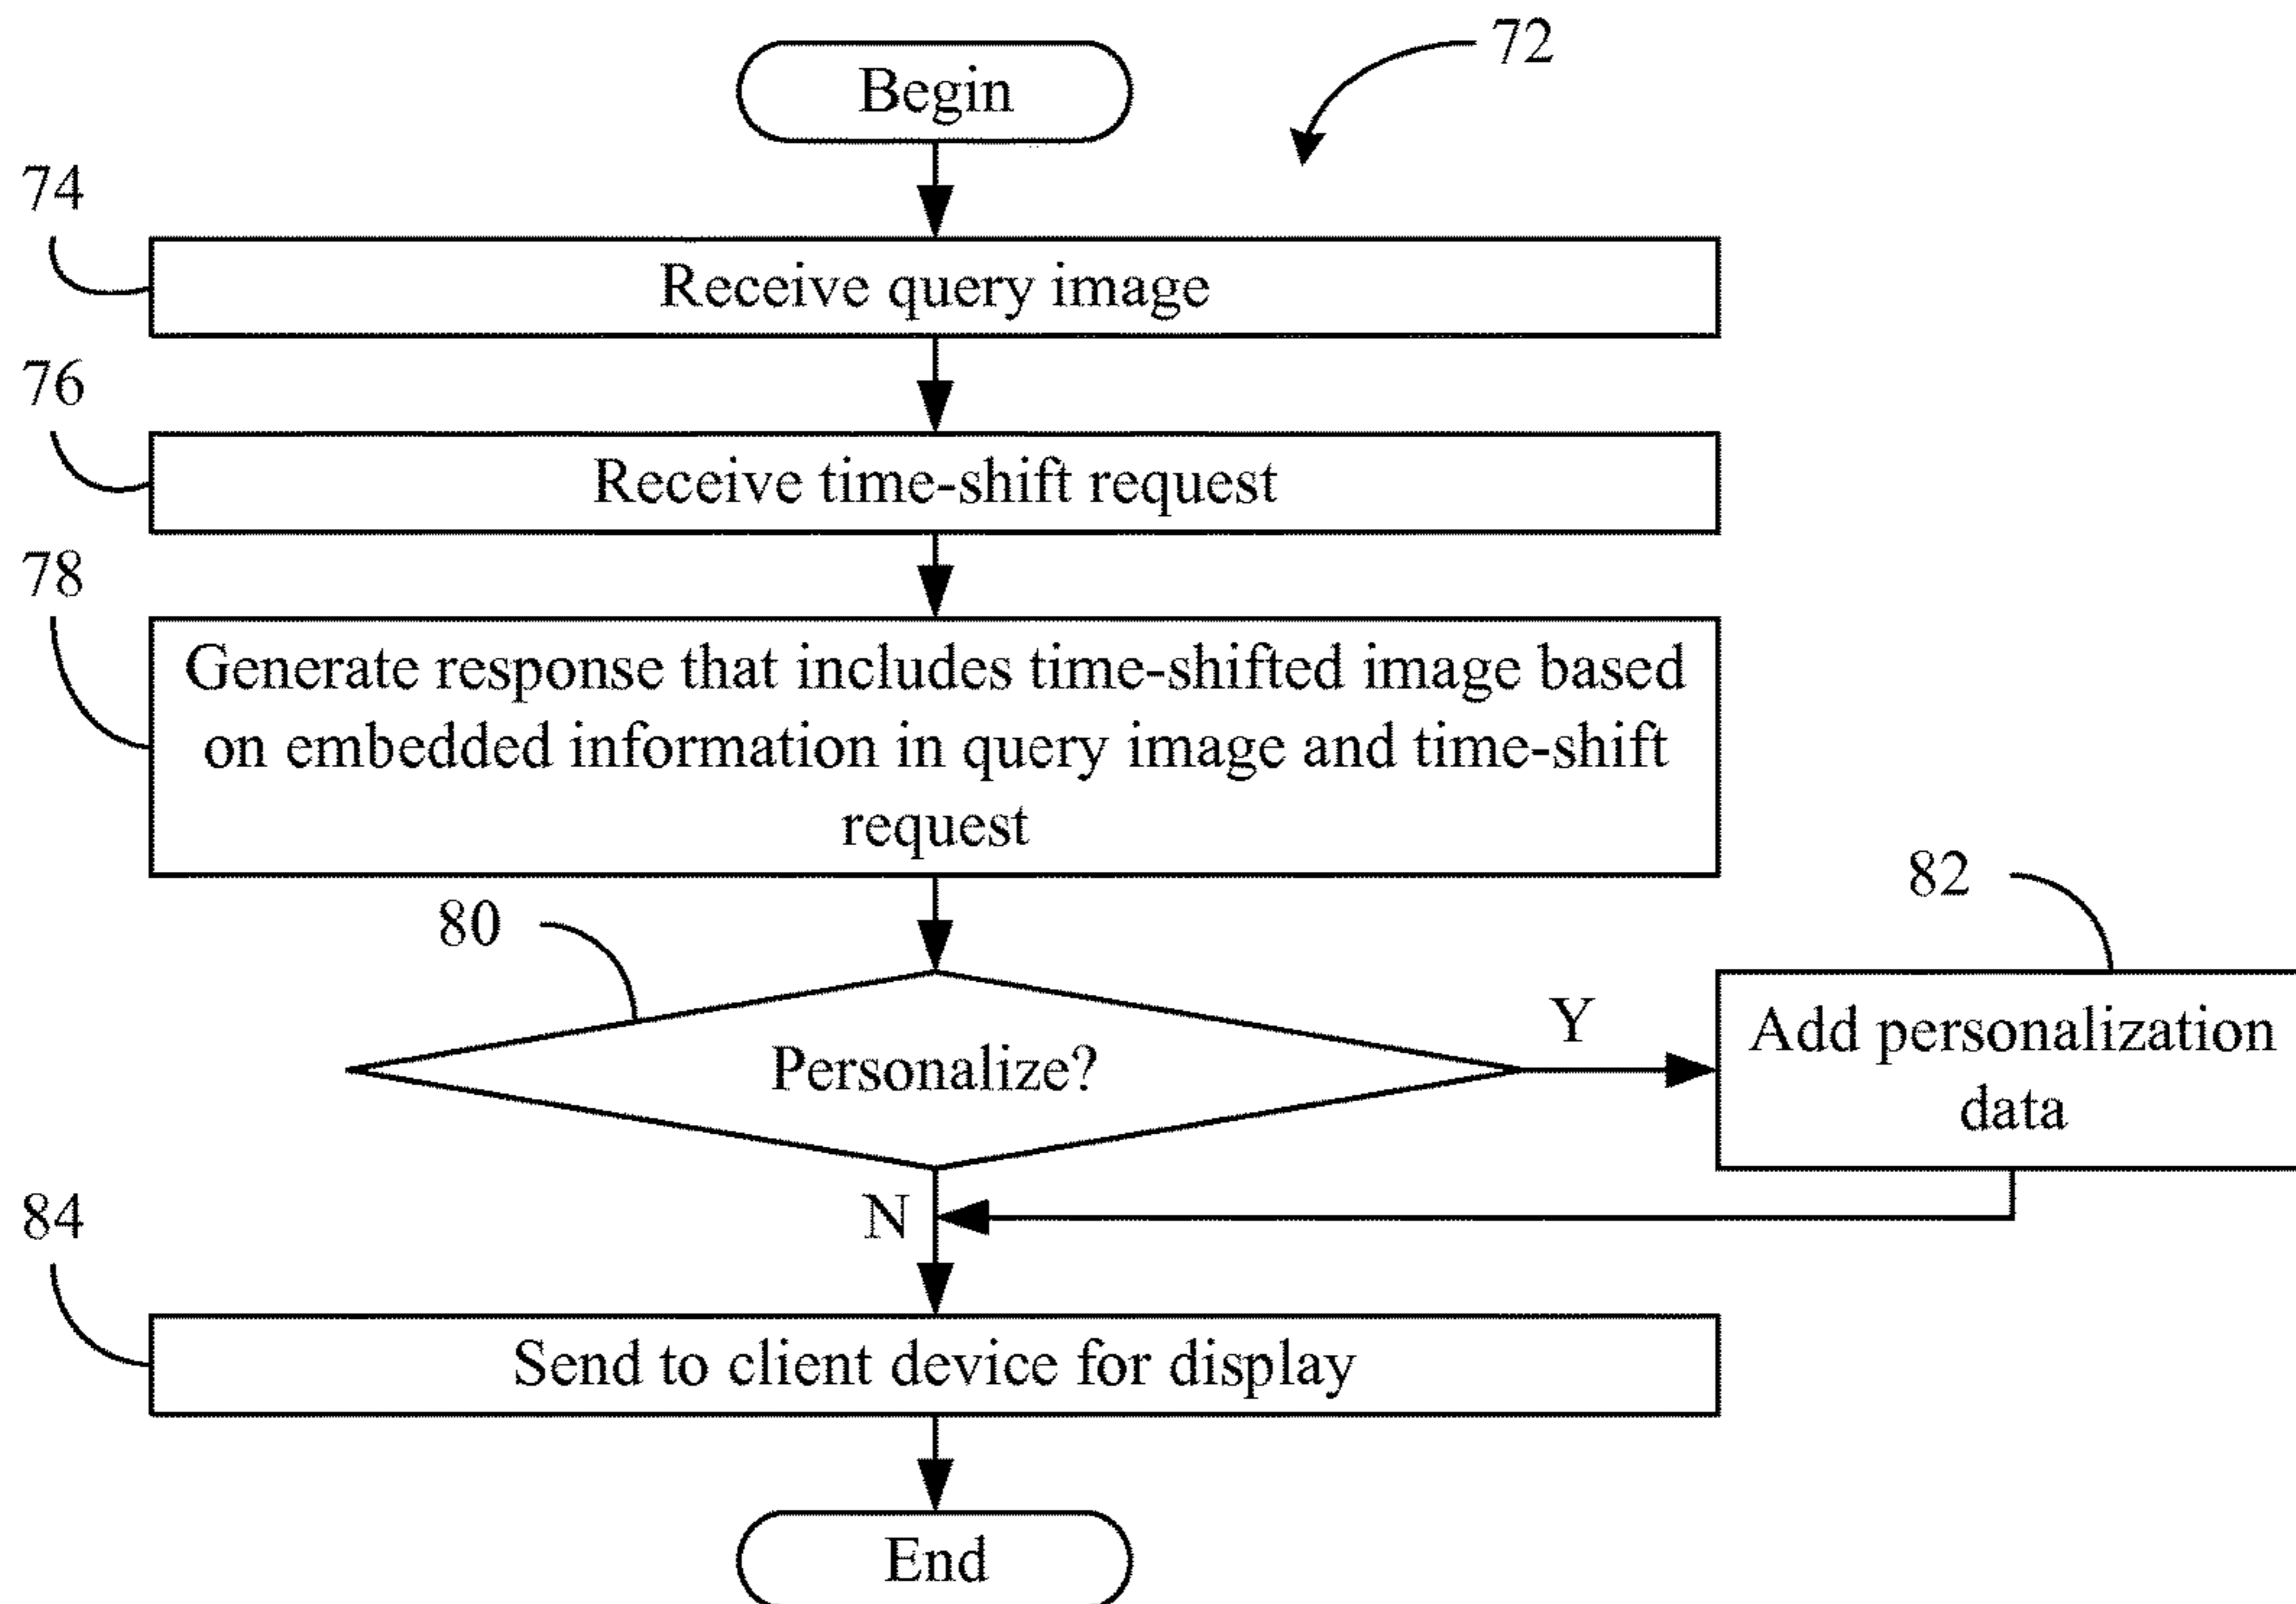 72
Begin
74
Receive query image
76
Receive time-shift request
78
Generate response that includes time-shifted image based
on embedded information in query image and time-shift
request
80
82
Personalize?
Y
Add personalization
data
N
84
Send to client device for display
End